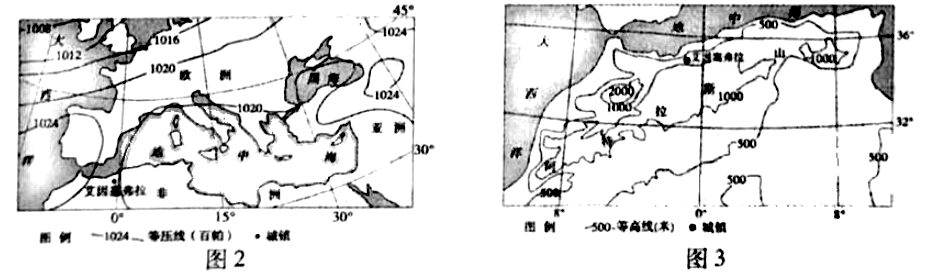 45°
1008
1012
1016
1020
1024
大
西
洋
欧 洲
黑 海
1020
1024
1024
亚 洲
地 中 海
30°
艾因塞弗拉
非 洲
0° 15° 30°
图 例 —1024— 等压线(百帕) • 城镇
图 2
地 中 海
500
36°
大
西
洋
艾因塞弗拉
山
1000
2000
1000
斯
1000
拉
特
阿
32°
500
500
500
500
8° 0° 8°
图 例 —500- 等高线(米) ● 城镇
图 3